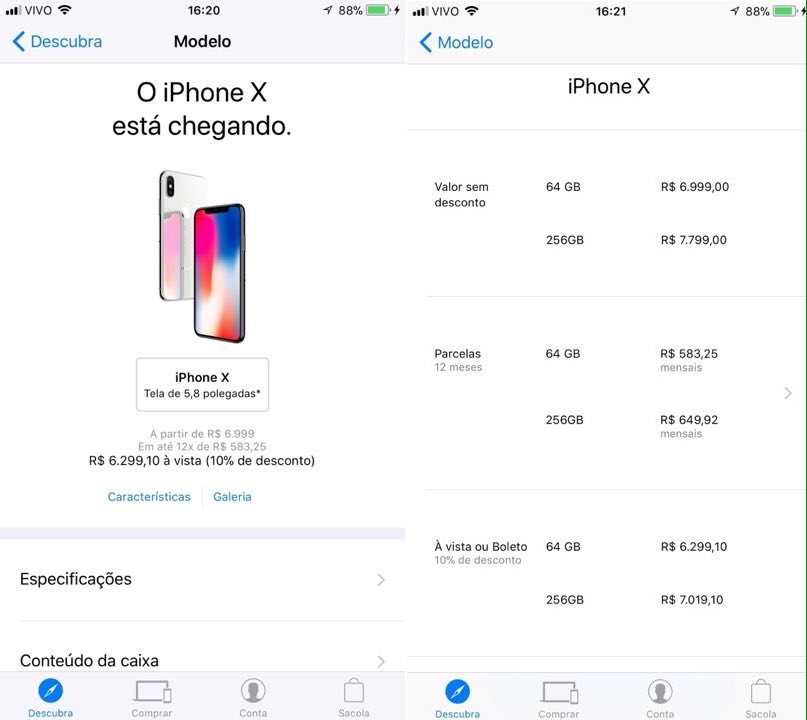 VIVO 16:20 88%
Descubra Modelo
O iPhone X
está chegando.
iPhone X
Tela de 5,8 polegadas*
A partir de R$ 6.999
Em até 12x de R$ 583,25
R$ 6.299,10 à vista (10% de desconto)
Características Galeria
Especificações
Conteúdo da caixa
Descubra Comprar Conta Sacola
VIVO 16:21 88%
Modelo
iPhone X
Valor sem desconto 64 GB R$ 6.999,00
256GB R$ 7.799,00
Parcelas 64 GB R$ 583,25
12 meses mensais
256GB R$ 649,92
mensais
À vista ou Boleto 64 GB R$ 6.299,10
10% de desconto
256GB R$ 7.019,10
Descubra Comprar Conta Sacola